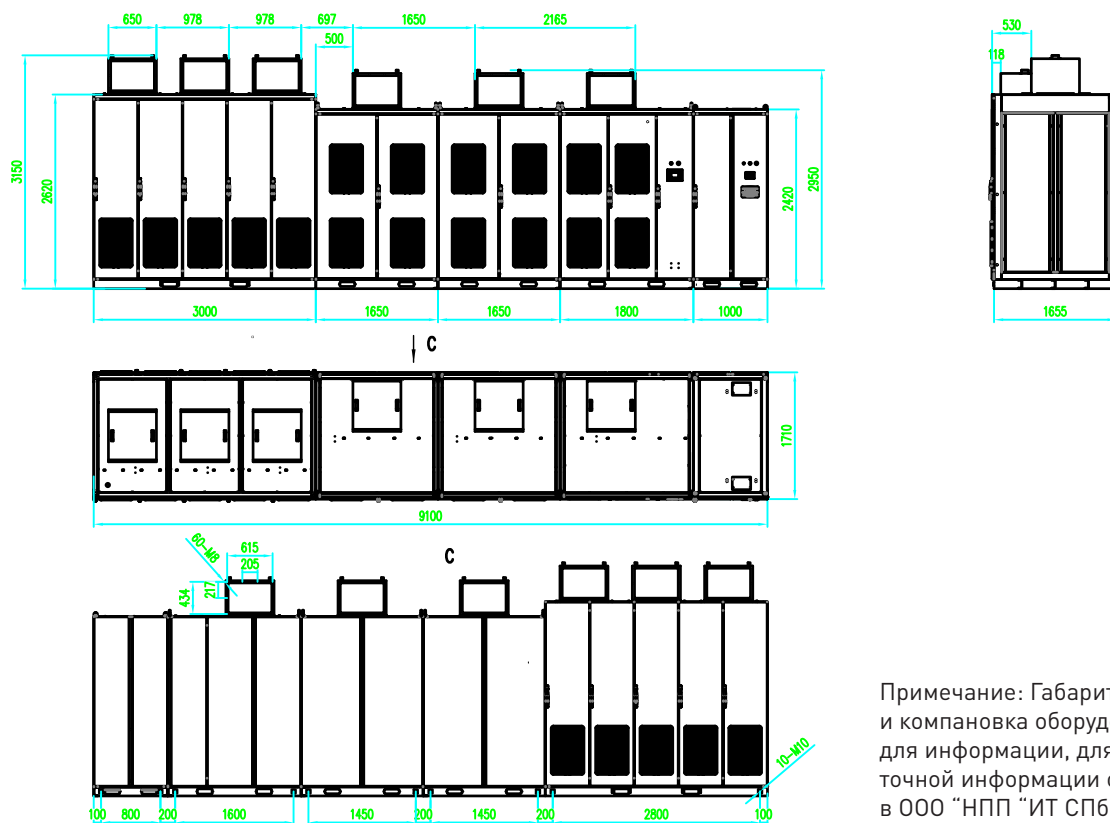 650 978 978 697 1650 2165
500
3150
2620
2420
2950
3000 1650 1650 1800 1000
530
118
1655
C
1710
9100
C
60-M8
615
205
217
434
10-M10
100 800 200 1600 1450 200 1450 200 2800 100
Примечание: Габарит
и компановка оборуд
для информации, для
точной информации
в ООО “НПП “ИТ СПб